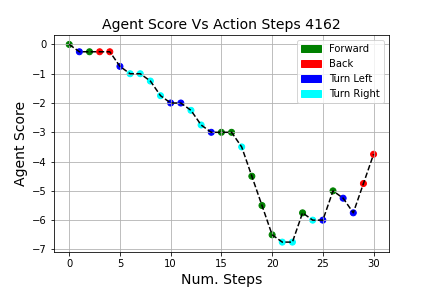 Agent Score Vs Action Steps 4162
Forward
Back
Turn Left
Turn Right
0
−1
−2
−3
−4
−5
−6
−7
Agent Score
0 5 10 15 20 25 30
Num. Steps